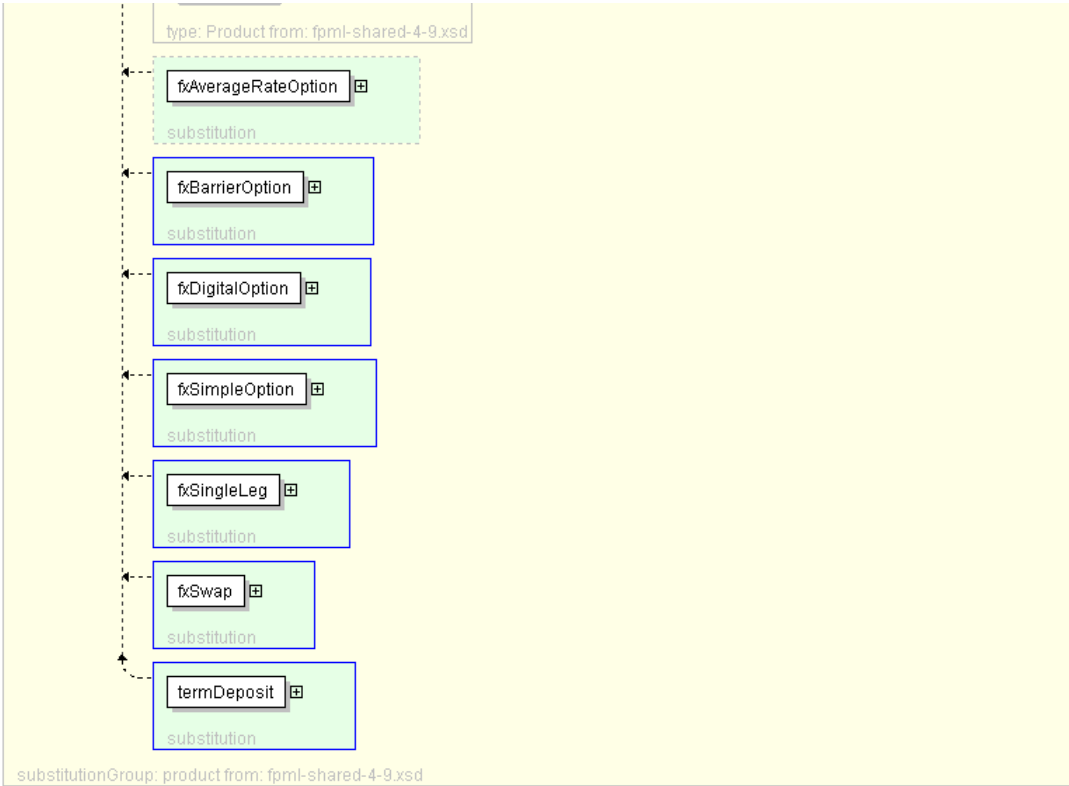 type: Product from: fpml-shared-4-9.xsd
fxAverageRateOption
substitution
fxBarrierOption
substitution
fxDigitalOption
substitution
fxSimpleOption
substitution
fxSingleLeg
substitution
fxSwap
substitution
termDeposit
substitution
substitutionGroup: product from: fpml-shared-4-9.xsd